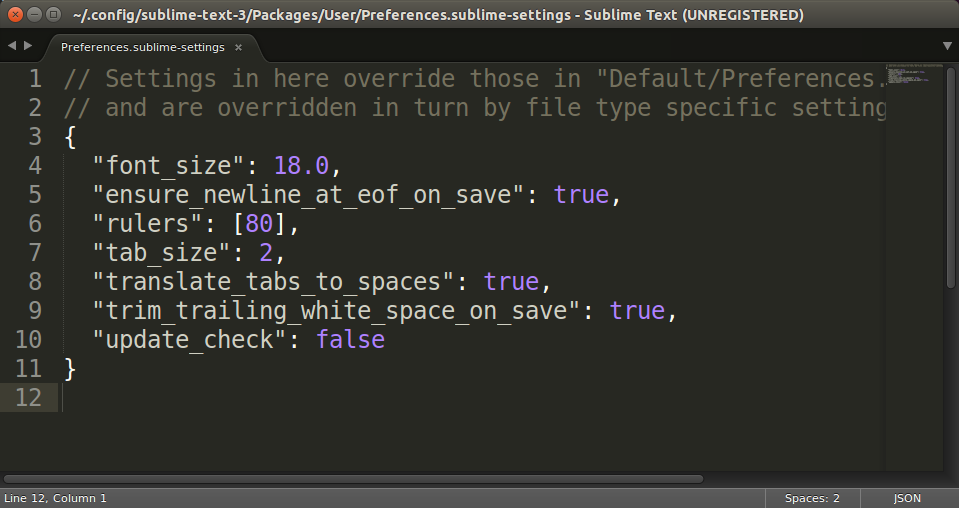 ~/.config/sublime-text-3/Packages/User/Preferences.sublime-settings - Sublime Text (UNREGISTERED)
Preferences.sublime-settings ×
1 // Settings in here override those in "Default/Preferences.
2 // and are overridden in turn by file type specific setting
3 {
4 "font_size": 18.0,
5 "ensure_newline_at_eof_on_save": true,
6 "rulers": [80],
7 "tab_size": 2,
8 "translate_tabs_to_spaces": true,
9 "trim_trailing_white_space_on_save": true,
10 "update_check": false
11 }
12
Line 12, Column 1 Spaces: 2 JSON